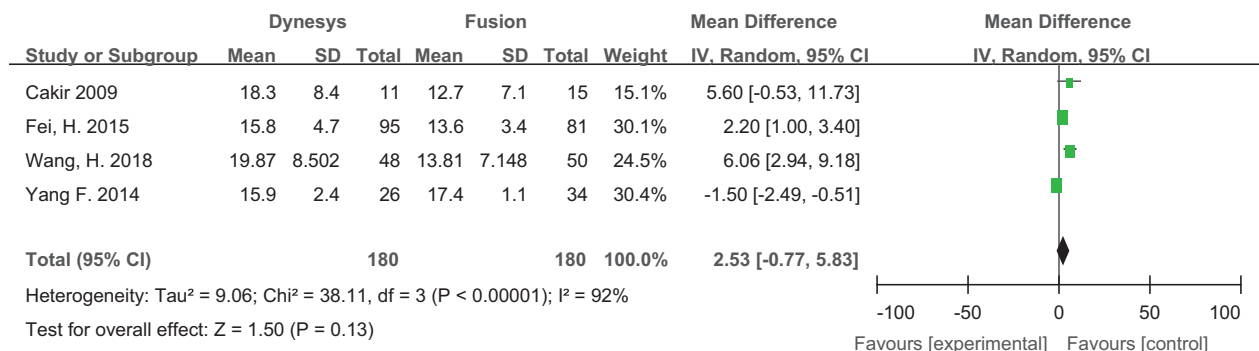 Dynesys Fusion Mean Difference Mean Difference
Study or Subgroup Mean SD Total Mean SD Total Weight IV, Random, 95% CI IV, Random, 95% CI
Cakir 2009 18.3 8.4 11 12.7 7.1 15 15.1% 5.60 [-0.53, 11.73]
Fei, H. 2015 15.8 4.7 95 13.6 3.4 81 30.1% 2.20 [1.00, 3.40]
Wang, H. 2018 19.87 8.502 48 13.81 7.148 50 24.5% 6.06 [2.94, 9.18]
Yang F. 2014 15.9 2.4 26 17.4 1.1 34 30.4% -1.50 [-2.49, -0.51]
Total (95% CI) 180 180 100.0% 2.53 [-0.77, 5.83]
Heterogeneity: Tau² = 9.06; Chi² = 38.11, df = 3 (P < 0.00001); I² = 92%
Test for overall effect: Z = 1.50 (P = 0.13)
-100 -50 0 50 100
Favours [experimental] Favours [control]